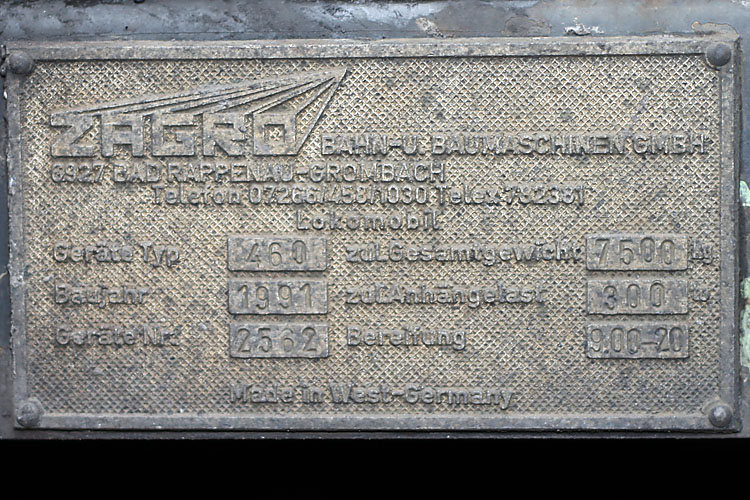 ZAGRO BAHN-U. BAUMASCHINEN GMBH
6927 BAD RAPPENAU-GROMBACH
Telefon 07266/458/1030 Telex 782381
Lokomobil
Geräte Typ 460 zul.Gesamtgewicht 7500 kg
Baujahr 1991 zul.Anhängelast 300
Geräte Nr. 2562 Bereifung 9.00-20
Made in West-Germany